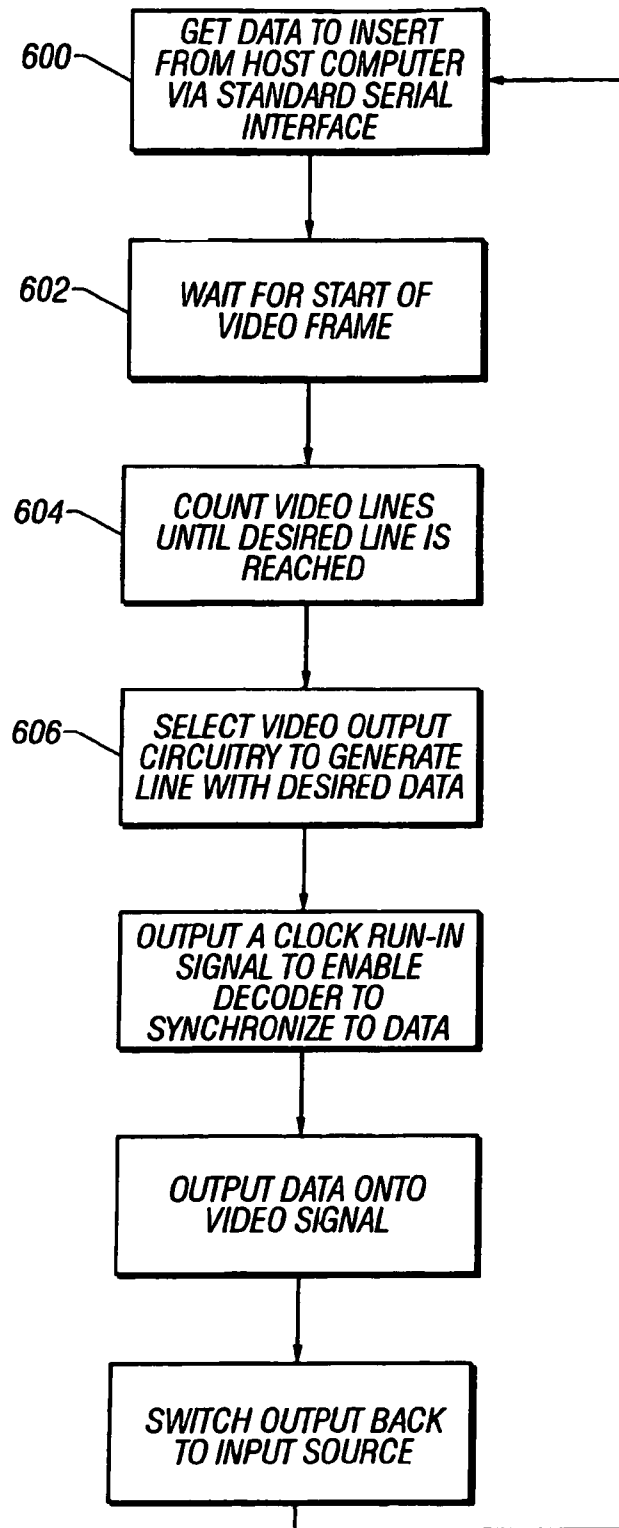 600
GET DATA TO INSERT
FROM HOST COMPUTER
VIA STANDARD SERIAL
INTERFACE
602
WAIT FOR START OF
VIDEO FRAME
604
COUNT VIDEO LINES
UNTIL DESIRED LINE IS
REACHED
606
SELECT VIDEO OUTPUT
CIRCUITRY TO GENERATE
LINE WITH DESIRED DATA
OUTPUT A CLOCK RUN-IN
SIGNAL TO ENABLE
DECODER TO
SYNCHRONIZE TO DATA
OUTPUT DATA ONTO
VIDEO SIGNAL
SWITCH OUTPUT BACK
TO INPUT SOURCE